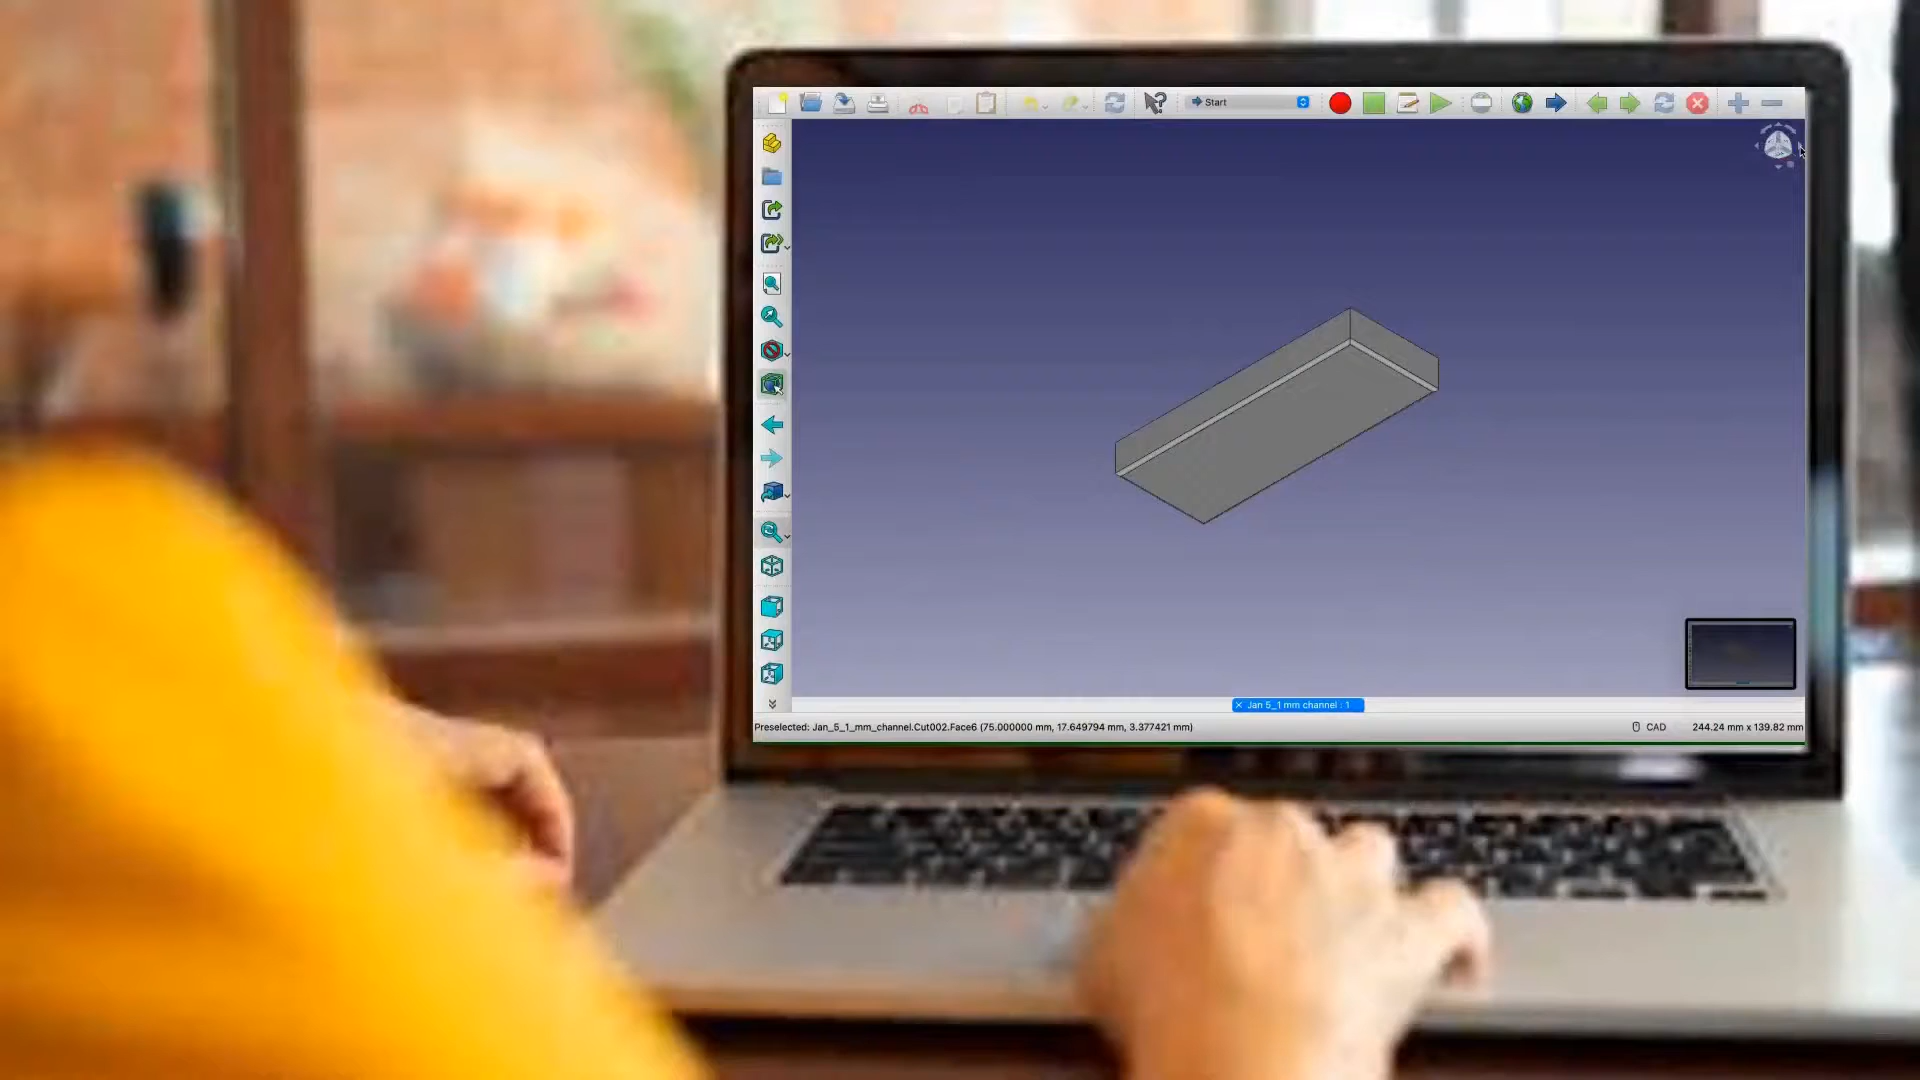 Start
Jan 5_1 mm channel : 1
Preselected: Jan_5_1_mm_channel.Cut002.Face6 (75.000000 mm, 17.649794 mm, 3.377421 mm)
CAD
244.24 mm x 139.82 mm